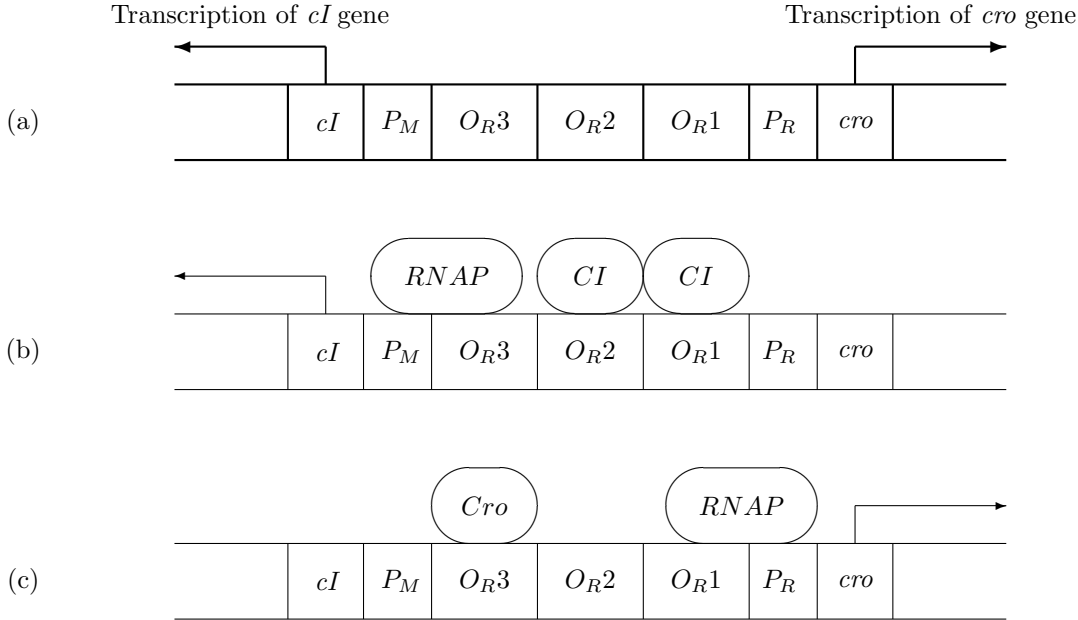 Transcription of cI gene Transcription of cro gene
(a) cI P_M O_R3 O_R2 O_R1 P_R cro
RNAP CI CI
(b) cI P_M O_R3 O_R2 O_R1 P_R cro
Cro RNAP
(c) cI P_M O_R3 O_R2 O_R1 P_R cro